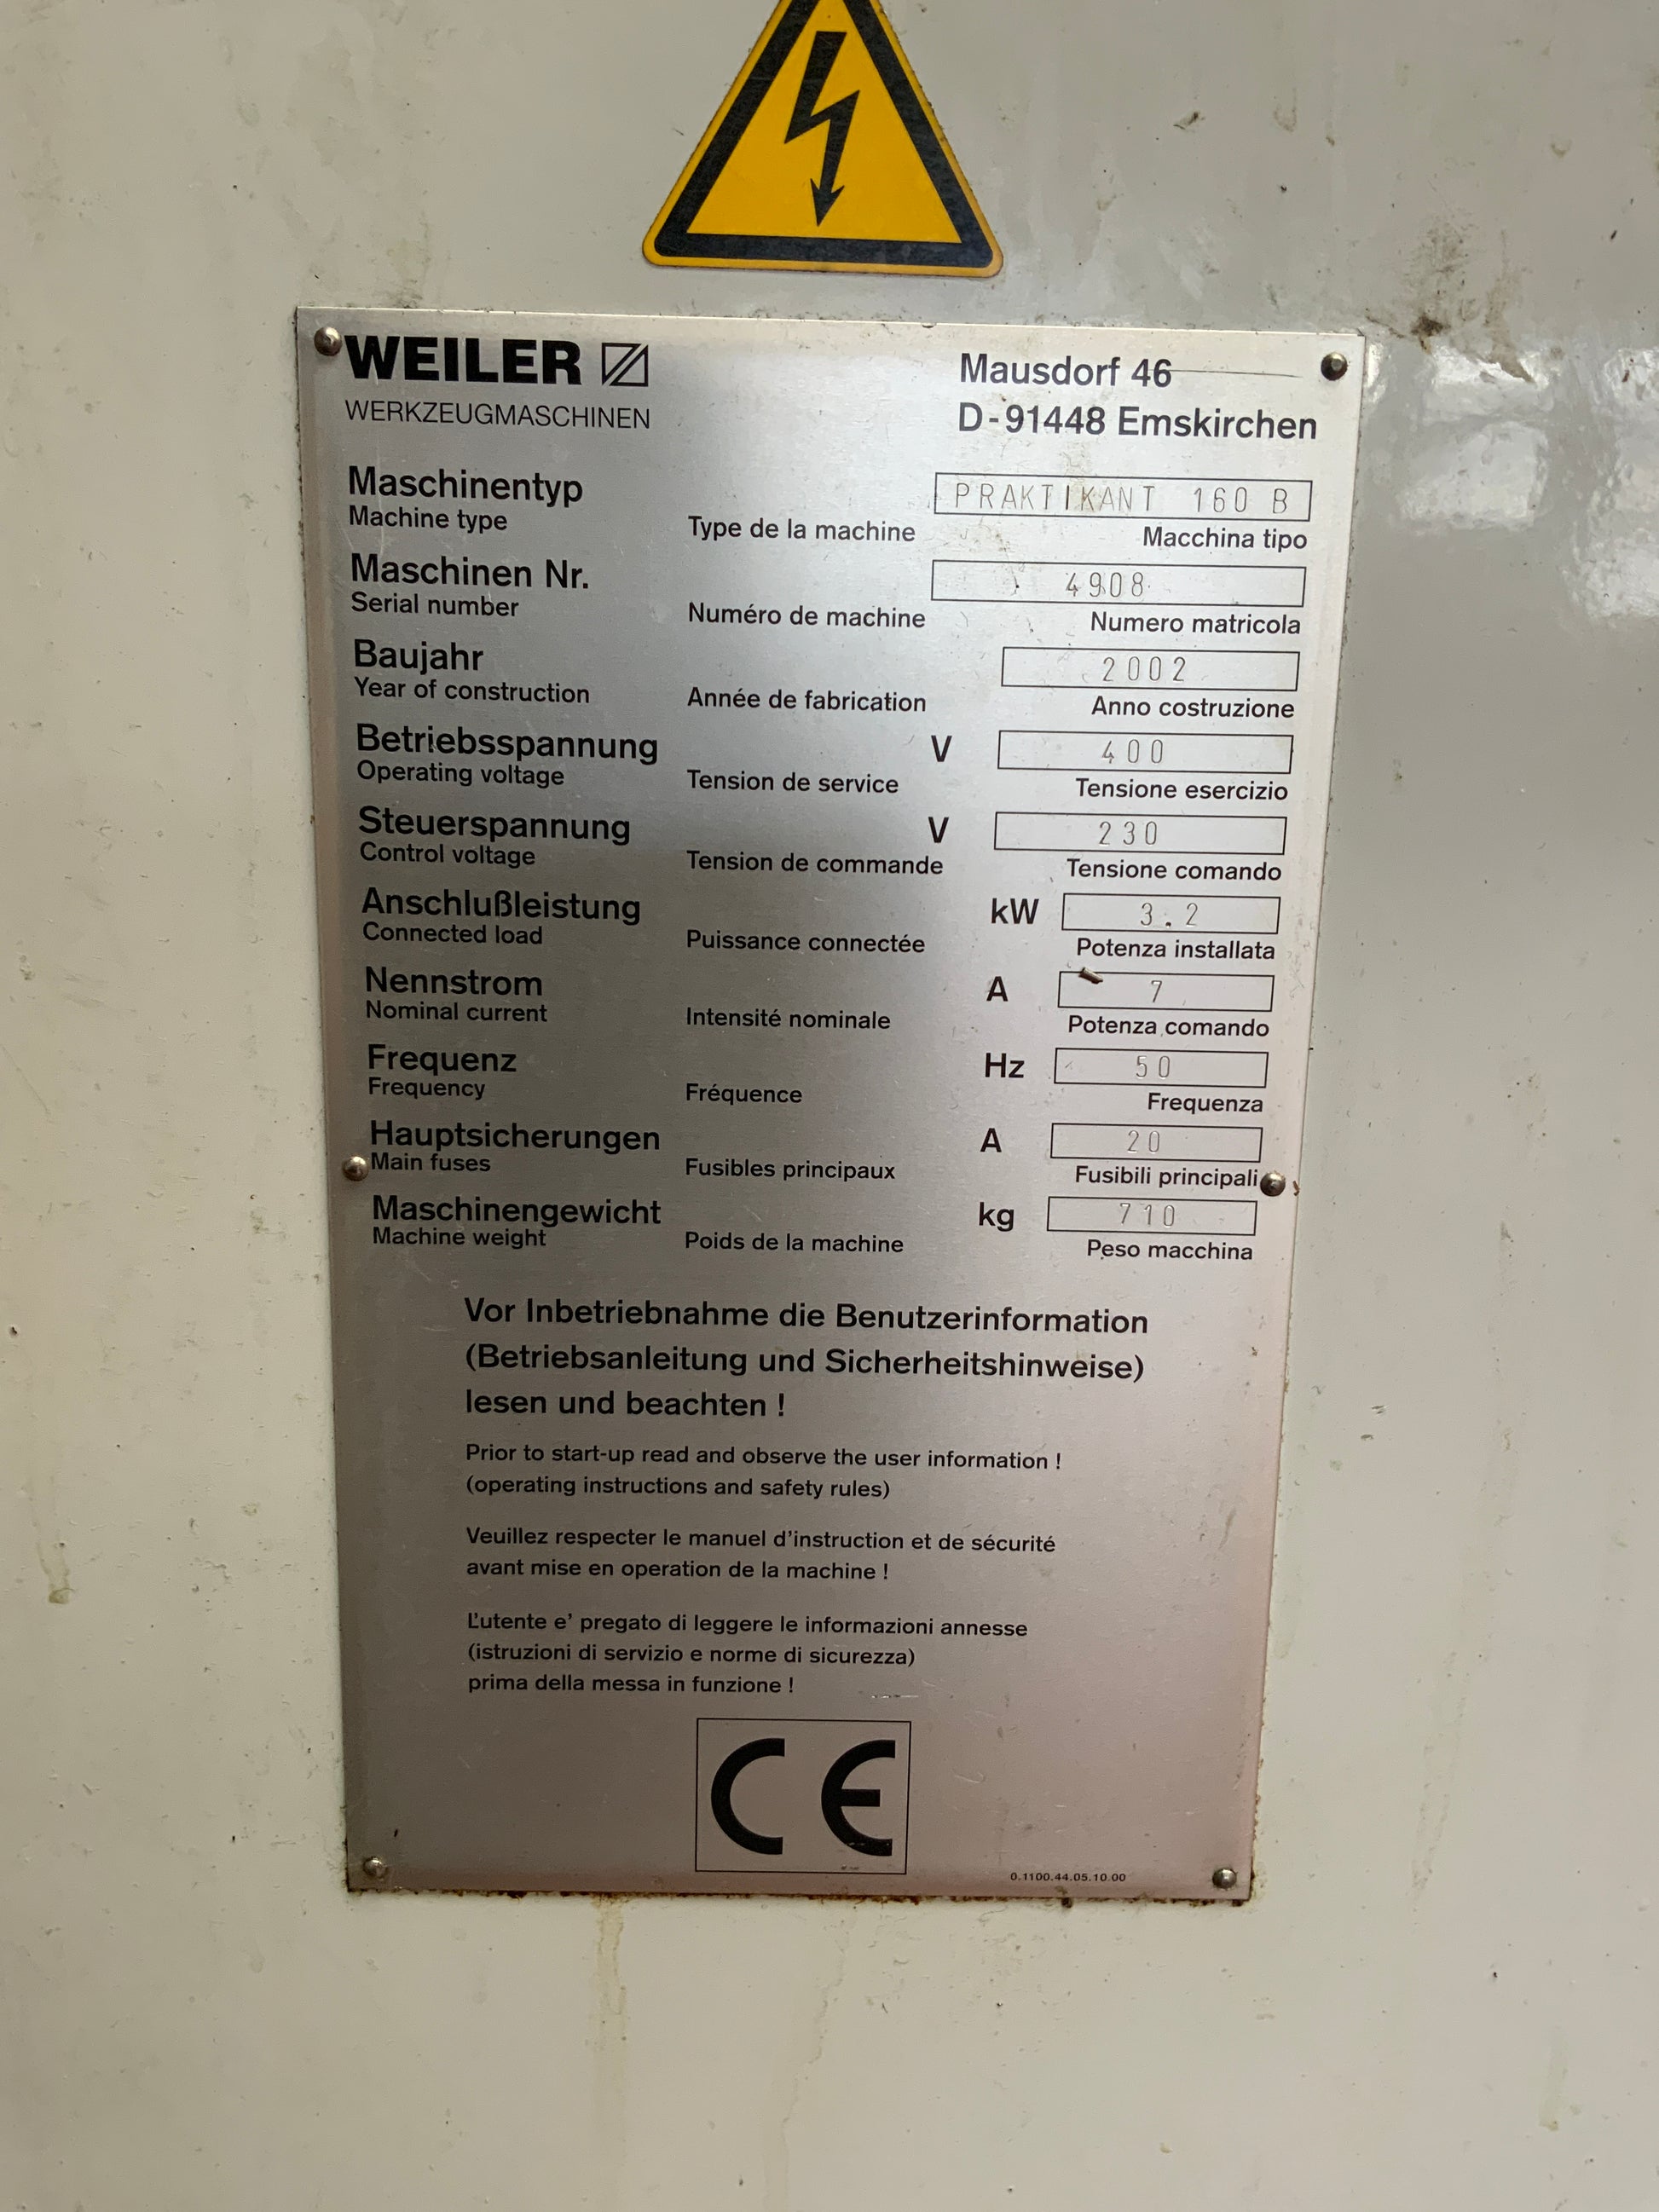 WEILER
WERKZEUGMASCHINEN
Mausdorf 46
D-91448 Emskirchen
Maschinentyp PRAKTIKANT 160 B
Machine type Type de la machine Macchina tipo
Maschinen Nr. 4908
Serial number Numéro de machine Numero matricola
Baujahr 2002
Year of construction Année de fabrication Anno costruzione
Betriebsspannung V 400
Operating voltage Tension de service Tensione esercizio
Steuerspannung V 230
Control voltage Tension de commande Tensione comando
Anschlußleistung kW 3.2
Connected load Puissance connectée Potenza installata
Nennstrom A 7
Nominal current Intensité nominale Potenza comando
Frequenz Hz 50
Frequency Fréquence Frequenza
Hauptsicherungen A 20
Main fuses Fusibles principaux Fusibili principali
Maschinengewicht kg 710
Machine weight Poids de la machine Peso macchina
Vor Inbetriebnahme die Benutzerinformation
(Betriebsanleitung und Sicherheitshinweise)
lesen und beachten !
Prior to start-up read and observe the user information !
(operating instructions and safety rules)
Veuillez respecter le manuel d'instruction et de sécurité
avant mise en operation de la machine !
L'utente e' pregato di leggere le informazioni annesse
(istruzioni di servizio e norme di sicurezza)
prima della messa in funzione !
CE
0.1100.44.05.10.00